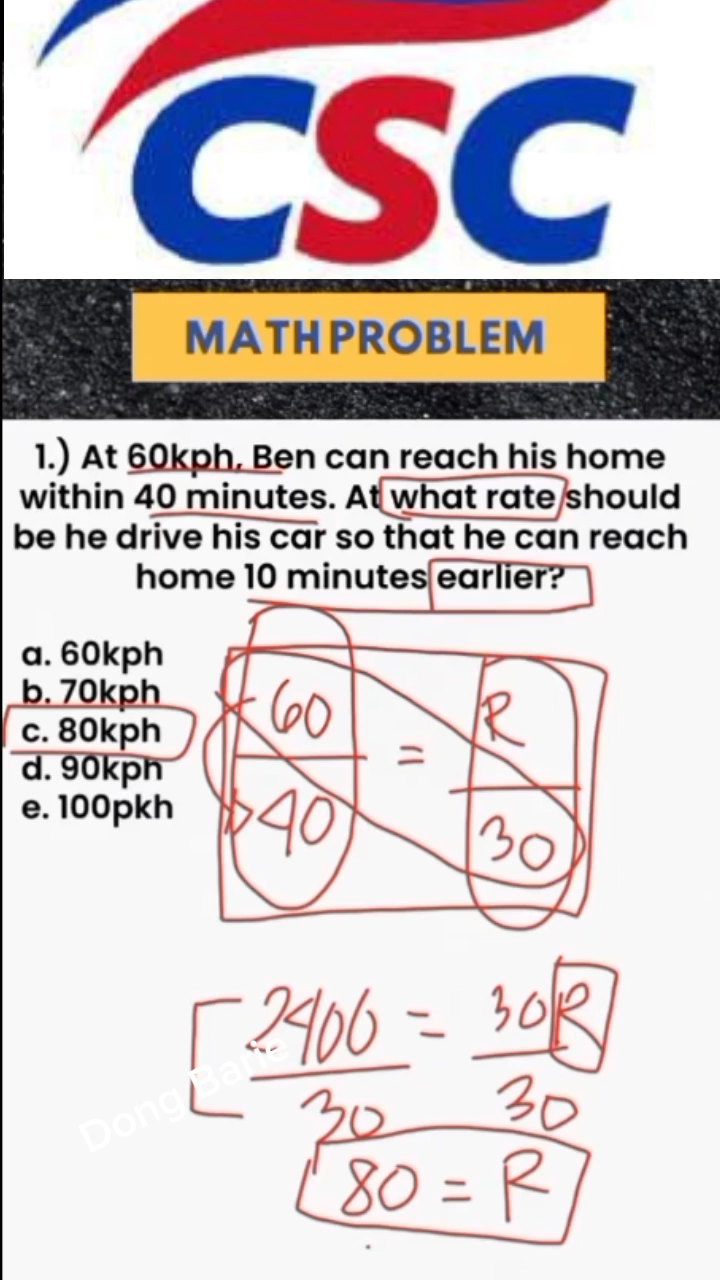 CSC
MATH PROBLEM
1.) At 60kph, Ben can reach his home
within 40 minutes. At what rate should
be he drive his car so that he can reach
home 10 minutes earlier?
a. 60kph
b. 70kph
c. 80kph
d. 90kph
e. 100pkh
60 = R
40 30
2400 = 30R
30 30
80 = R
Dong Barie